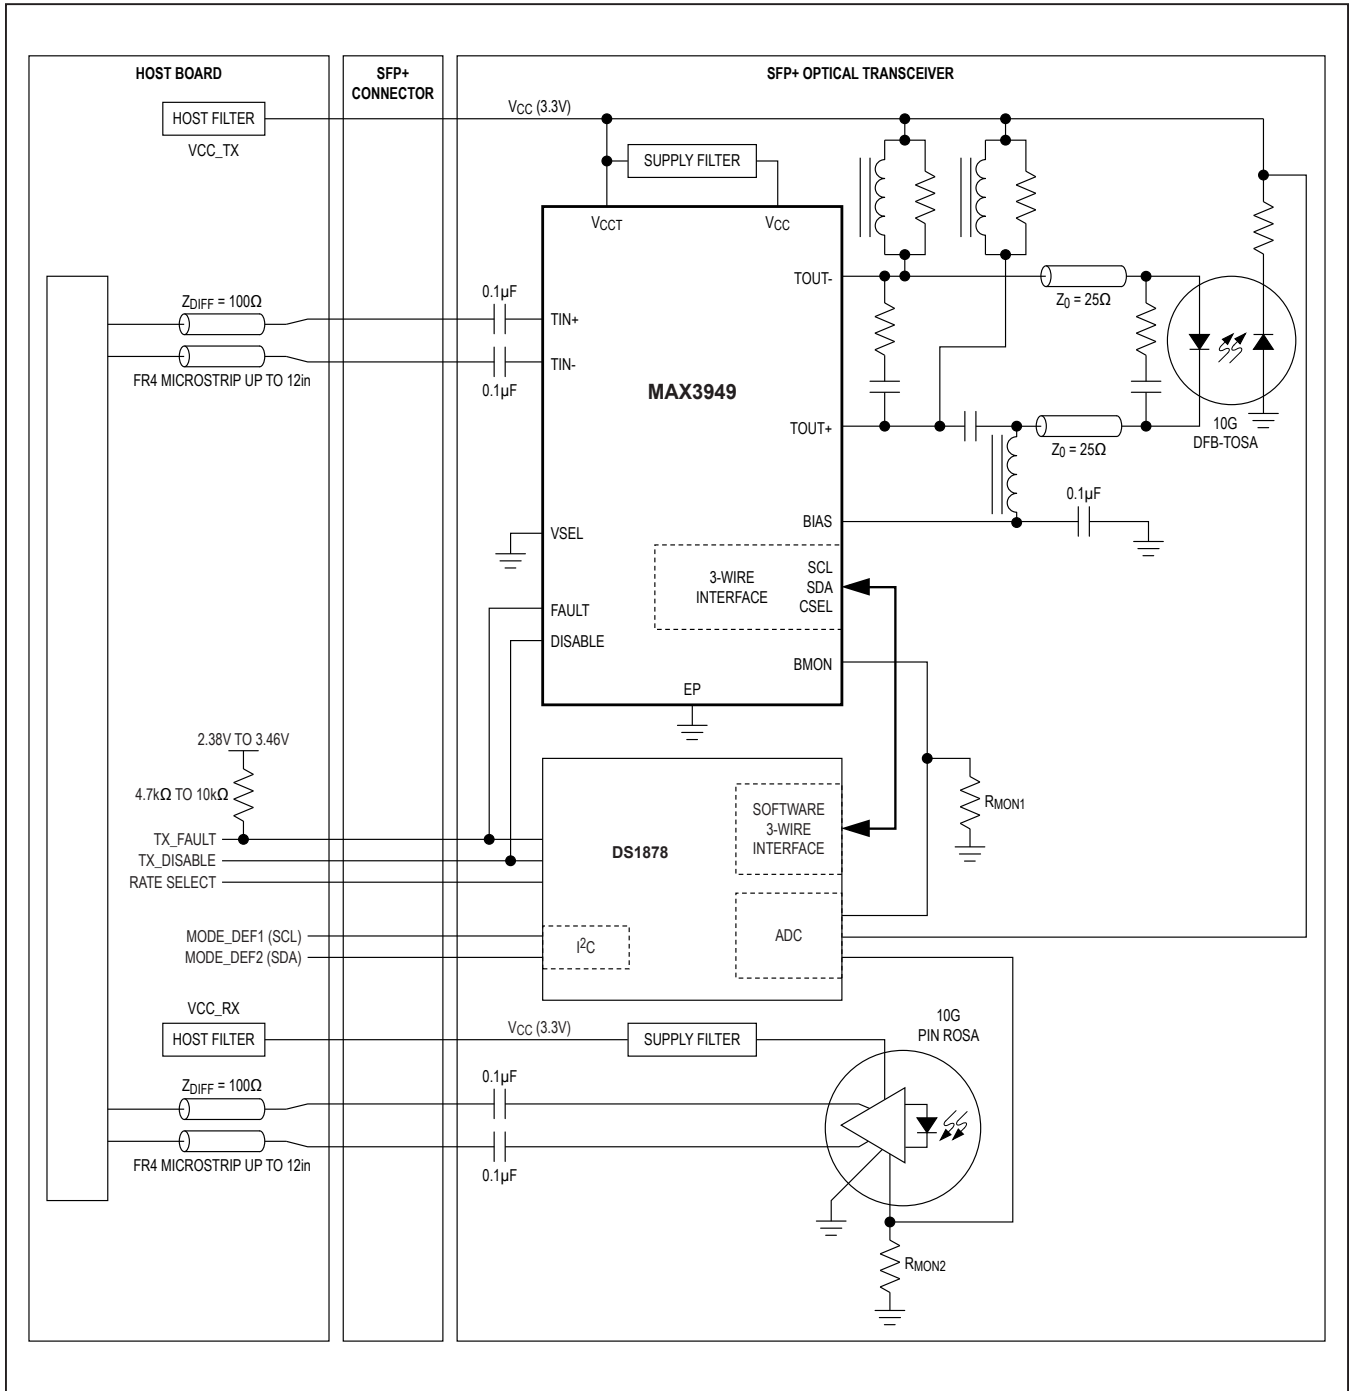 HOST BOARD
SFP+
CONNECTOR
SFP+ OPTICAL TRANSCEIVER
HOST FILTER
VCC_TX
VCC (3.3V)
SUPPLY FILTER
VCCT
VCC
TOUT-
Z0 = 25Ω
ZDIFF = 100Ω
FR4 MICROSTRIP UP TO 12in
0.1µF
0.1µF
TIN+
TIN-
MAX3949
TOUT+
Z0 = 25Ω
10G
DFB-TOSA
0.1µF
BIAS
VSEL
3-WIRE
INTERFACE
SCL
SDA
CSEL
FAULT
DISABLE
BMON
EP
2.38V TO 3.46V
4.7kΩ TO 10kΩ
TX_FAULT
TX_DISABLE
RATE SELECT
DS1878
SOFTWARE
3-WIRE
INTERFACE
RMON1
MODE_DEF1 (SCL)
MODE_DEF2 (SDA)
I2C
ADC
VCC_RX
HOST FILTER
VCC (3.3V)
SUPPLY FILTER
10G
PIN ROSA
ZDIFF = 100Ω
FR4 MICROSTRIP UP TO 12in
0.1µF
0.1µF
RMON2